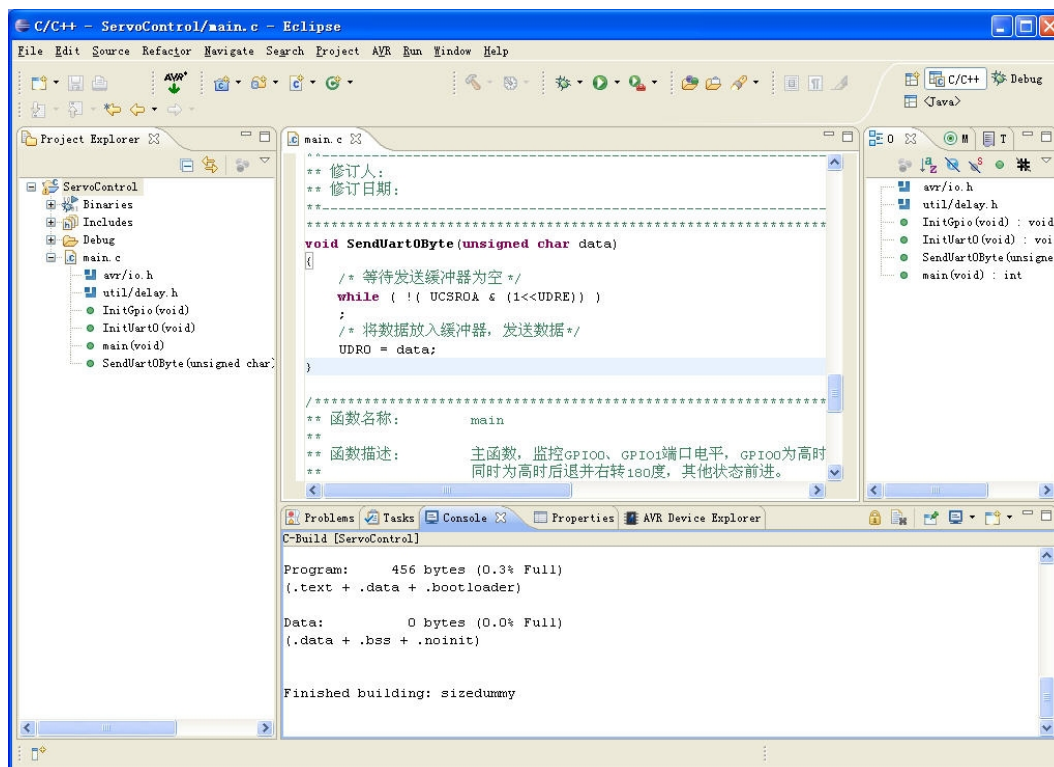 C/C++ - ServoControl/main.c - Eclipse
File Edit Source Refactor Navigate Search Project AVR Run Window Help
AVR
C/C++ Debug
<Java>
Project Explorer
ServoControl
Binaries
Includes
Debug
main.c
avr/io.h
util/delay.h
InitGpio(void)
InitUart0(void)
main(void)
SendUart0Byte(unsigned char)
main.c
** 修订人:
** 修订日期:
**------------------------------------------------------------
***************************************************************
void SendUart0Byte(unsigned char data)
{
/* 等待发送缓冲器为空 */
while ( !( UCSR0A & (1<<UDRE)) )
;
/* 将数据放入缓冲器, 发送数据*/
UDR0 = data;
}
/**************************************************************
** 函数名称: main
**
** 函数描述: 主函数, 监控GPIO0、GPIO1端口电平, GPIO0为高时
** 同时为高时后退并右转180度, 其他状态前进。
O M T
avr/io.h
util/delay.h
InitGpio(void) : void
InitUart0(void) : voi
SendUart0Byte(unsigne
main(void) : int
Problems Tasks Console Properties AVR Device Explorer
C-Build [ServoControl]
Program: 456 bytes (0.3% Full)
(.text + .data + .bootloader)
Data: 0 bytes (0.0% Full)
(.data + .bss + .noinit)
Finished building: sizedummy